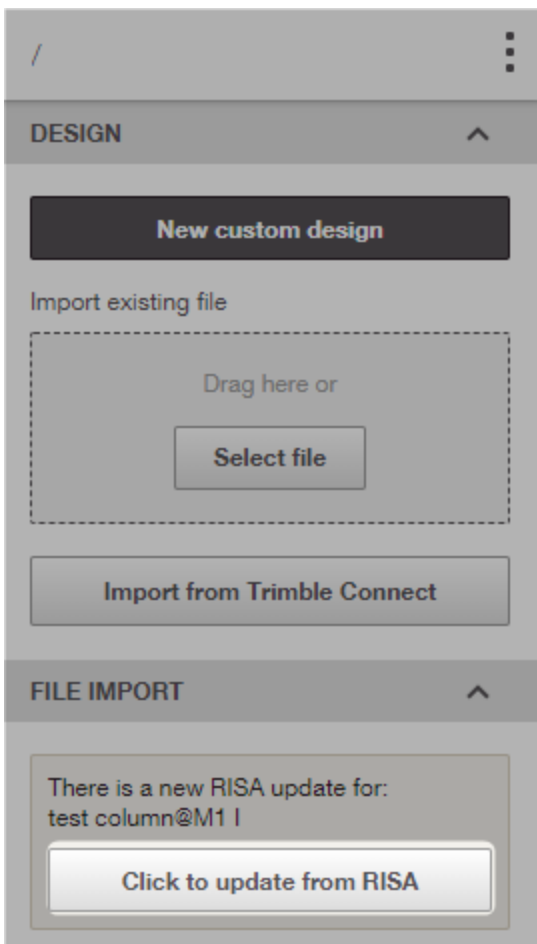 /
DESIGN
New custom design
Import existing file
Drag here or
Select file
Import from Trimble Connect
FILE IMPORT
There is a new RISA update for:
test column@M1 I
Click to update from RISA